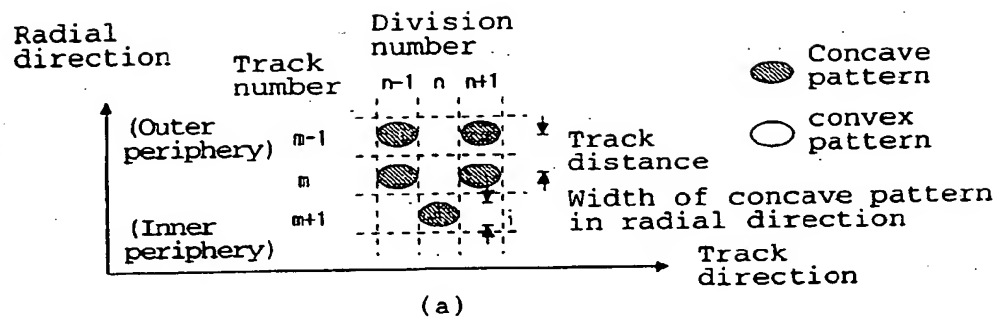 Radial
direction
Division
number
Track
number
n-1 n n+1
Concave
pattern
convex
pattern
(Outer
periphery)
m-1
m
m+1
(Inner
periphery)
Track
distance
Width of concave pattern
in radial direction
Track
direction
(a)